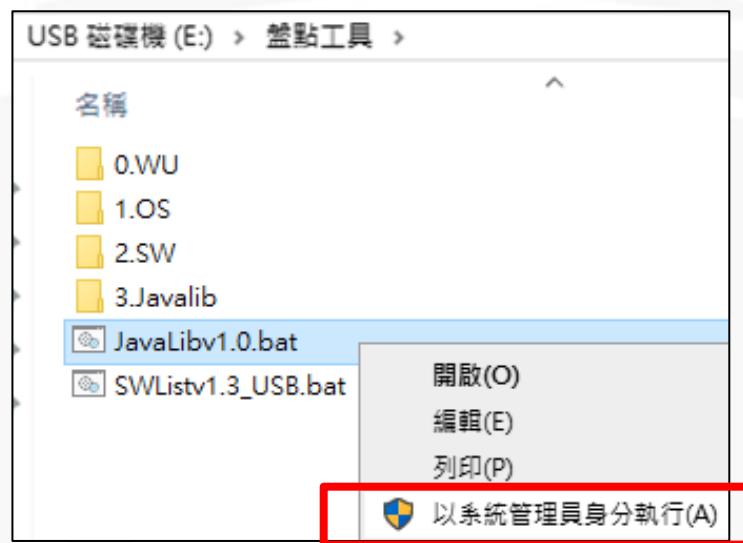 USB 磁碟機 (E:) > 盤點工具 >
名稱
0.WU
1.OS
2.SW
3.Javalib
JavaLibv1.0.bat
SWListv1.3_USB.bat
開啟(O)
編輯(E)
列印(P)
以系統管理員身分執行(A)